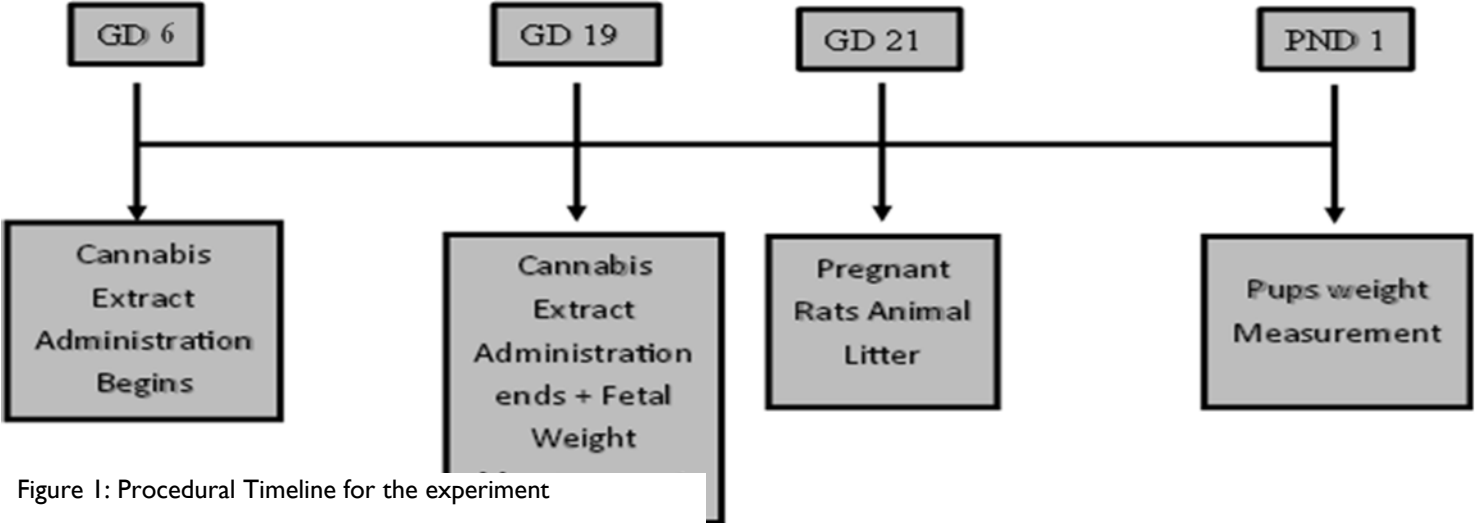 GD 6
GD 19
GD 21
PND 1
Cannabis
Extract
Administration
Begins
Cannabis
Extract
Administration
ends + Fetal
Weight
Pregnant
Rats Animal
Litter
Pups weight
Measurement
Figure 1: Procedural Timeline for the experiment